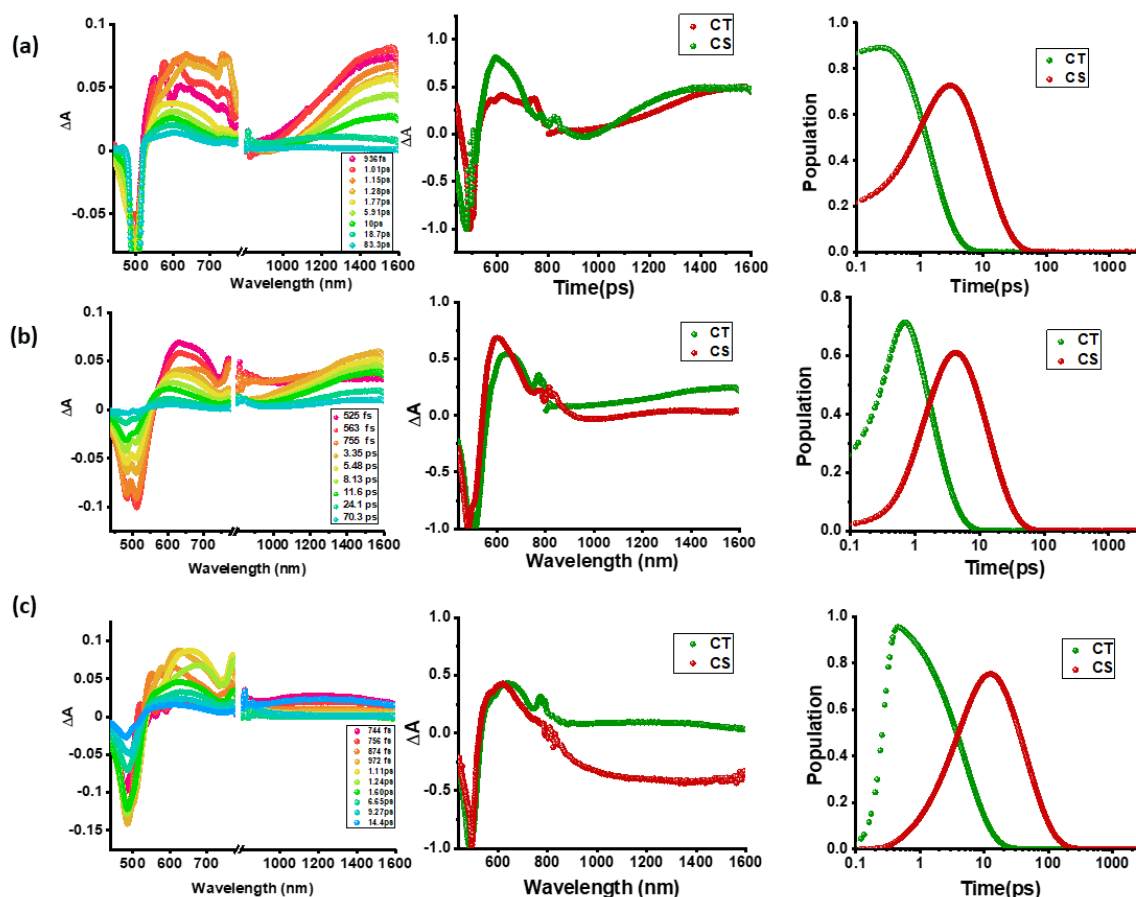 (a)
ΔA
0.1
0.05
0
-0.05
500 600 700 1000 1200 1400 1600
Wavelength (nm)
936fs
1.01ps
1.15ps
1.28ps
1.77ps
5.91ps
10ps
18.7ps
83.3ps
ΔA
1.0
0.5
0.0
-0.5
-1.0
600 800 1000 1200 1400 1600
Time(ps)
CT
CS
Population
1.0
0.8
0.6
0.4
0.2
0.0
0.1 1 10 100 1000
Time(ps)
CT
CS
(b)
ΔA
0.1
0.05
0
-0.05
-0.1
500 600 700 1000 1200 1400 1600
Wavelength (nm)
525 fs
563 fs
755 fs
3.35 ps
5.48 ps
8.13 ps
11.6 ps
24.1 ps
70.3 ps
ΔA
1.0
0.5
0.0
-0.5
-1.0
600 800 1000 1200 1400 1600
Wavelength (nm)
CT
CS
Population
0.8
0.6
0.4
0.2
0.0
0.1 1 10 100 1000
Time(ps)
CT
CS
(c)
ΔA
0.1
0.05
0
-0.05
-0.1
-0.15
500 600 700 1000 1200 1400 1600
Wavelength (nm)
744 fs
756 fs
874 fs
972 fs
1.11ps
1.24ps
1.60ps
6.65ps
9.27ps
14.4ps
ΔA
1.0
0.5
0.0
-0.5
-1.0
600 800 1000 1200 1400 1600
Wavelength (nm)
CT
CS
Population
1.0
0.8
0.6
0.4
0.2
0.0
0.1 1 10 100 1000
Time(ps)
CT
CS